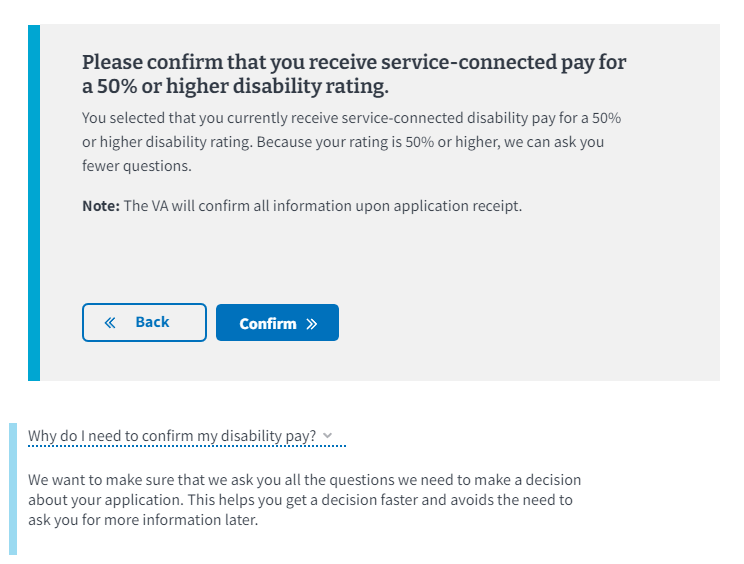 Please confirm that you receive service-connected pay for
a 50% or higher disability rating.
You selected that you currently receive service-connected disability pay for a 50%
or higher disability rating. Because your rating is 50% or higher, we can ask you
fewer questions.
Note: The VA will confirm all information upon application receipt.
« Back
Confirm »
Why do I need to confirm my disability pay?
We want to make sure that we ask you all the questions we need to make a decision
about your application. This helps you get a decision faster and avoids the need to
ask you for more information later.